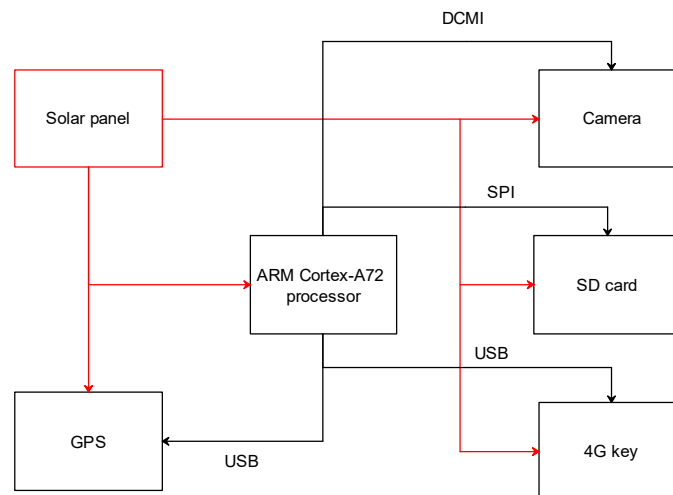 DCMI
Solar panel
Camera
SPI
ARM Cortex-A72
processor
SD card
USB
GPS
USB
4G key